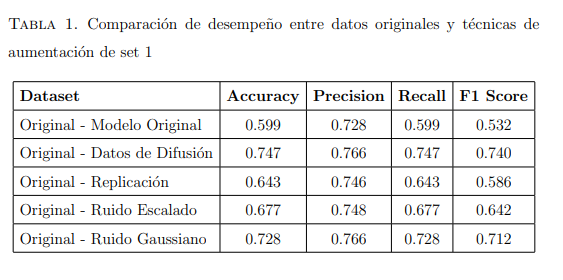 TABLA 1. Comparación de desempeño entre datos originales y técnicas de
aumentación de set 1
Dataset Accuracy Precision Recall F1 Score
Original - Modelo Original 0.599 0.728 0.599 0.532
Original - Datos de Difusión 0.747 0.766 0.747 0.740
Original - Replicación 0.643 0.746 0.643 0.586
Original - Ruido Escalado 0.677 0.748 0.677 0.642
Original - Ruido Gaussiano 0.728 0.766 0.728 0.712